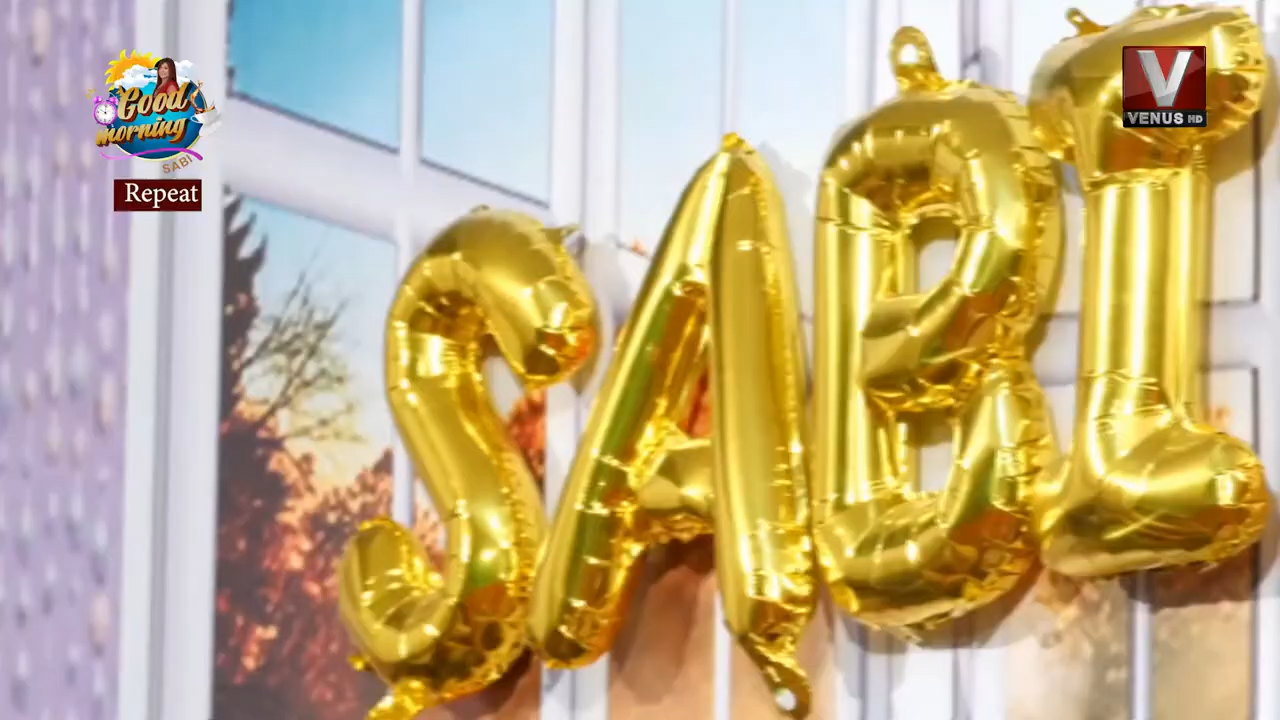 Good
morning
SABI
Repeat
SABI
V
VENUS HD